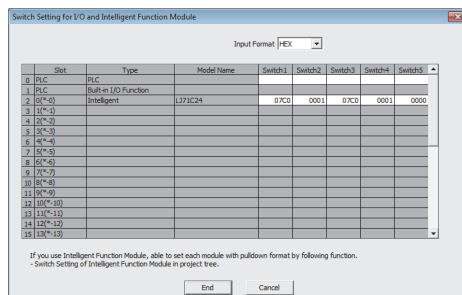 Switch Setting for I/O and Intelligent Function Module
Input Format HEX
Slot Type Model Name Switch1 Switch2 Switch3 Switch4 Switch5
0 PLC PLC
1 PLC Built-in I/O Function
2 0(*-0) Intelligent LJ71C24 07C0 0001 07C0 0001 0000
3 1(*-1)
4 2(*-2)
5 3(*-3)
6 4(*-4)
7 5(*-5)
8 6(*-6)
9 7(*-7)
10 8(*-8)
11 9(*-9)
12 10(*-10)
13 11(*-11)
14 12(*-12)
15 13(*-13)
If you use Intelligent Function Module, able to set each module with pulldown format by following function.
- Switch Setting of Intelligent Function Module in project tree.
End Cancel